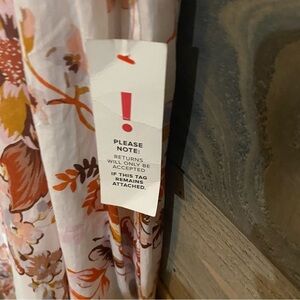 !
PLEASE
NOTE:
RETURNS
WILL ONLY BE
ACCEPTED
IF THIS TAG
REMAINS
ATTACHED.